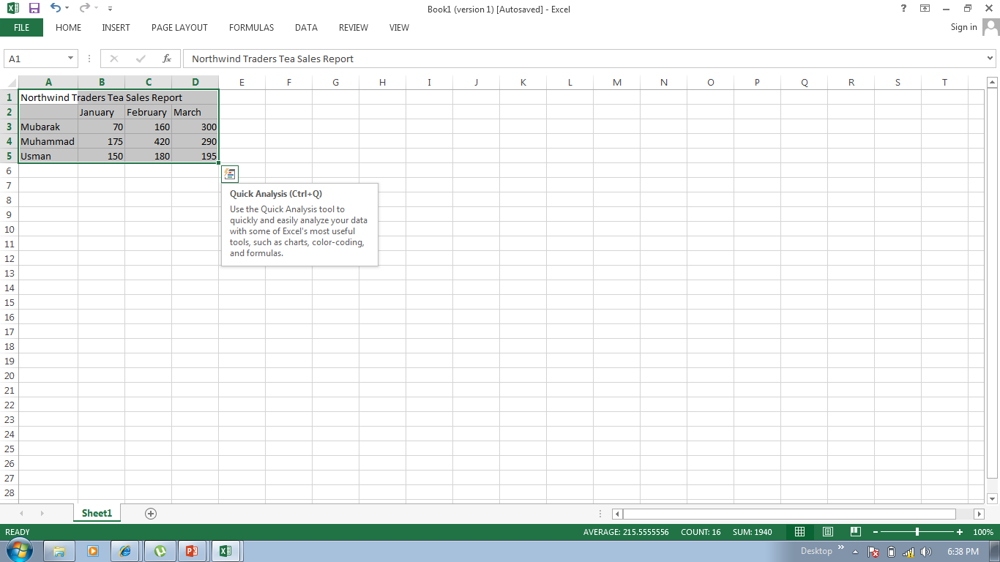 Book1 (version 1) [Autosaved] - Excel
?
FILE HOME INSERT PAGE LAYOUT FORMULAS DATA REVIEW VIEW Sign in
A1 fx Northwind Traders Tea Sales Report
A B C D E F G H I J K L M N O P Q R S T
1 Northwind Traders Tea Sales Report
2 January February March
3 Mubarak 70 160 300
4 Muhammad 175 420 290
5 Usman 150 180 195
6
7
8
9
10
11
12
13
14
15
16
17
18
19
20
21
22
23
24
25
26
27
28
Quick Analysis (Ctrl+Q)
Use the Quick Analysis tool to
quickly and easily analyze your data
with some of Excel's most useful
tools, such as charts, color-coding,
and formulas.
Sheet1
READY AVERAGE: 215.5555556 COUNT: 16 SUM: 1940 100%
Desktop 6:38 PM